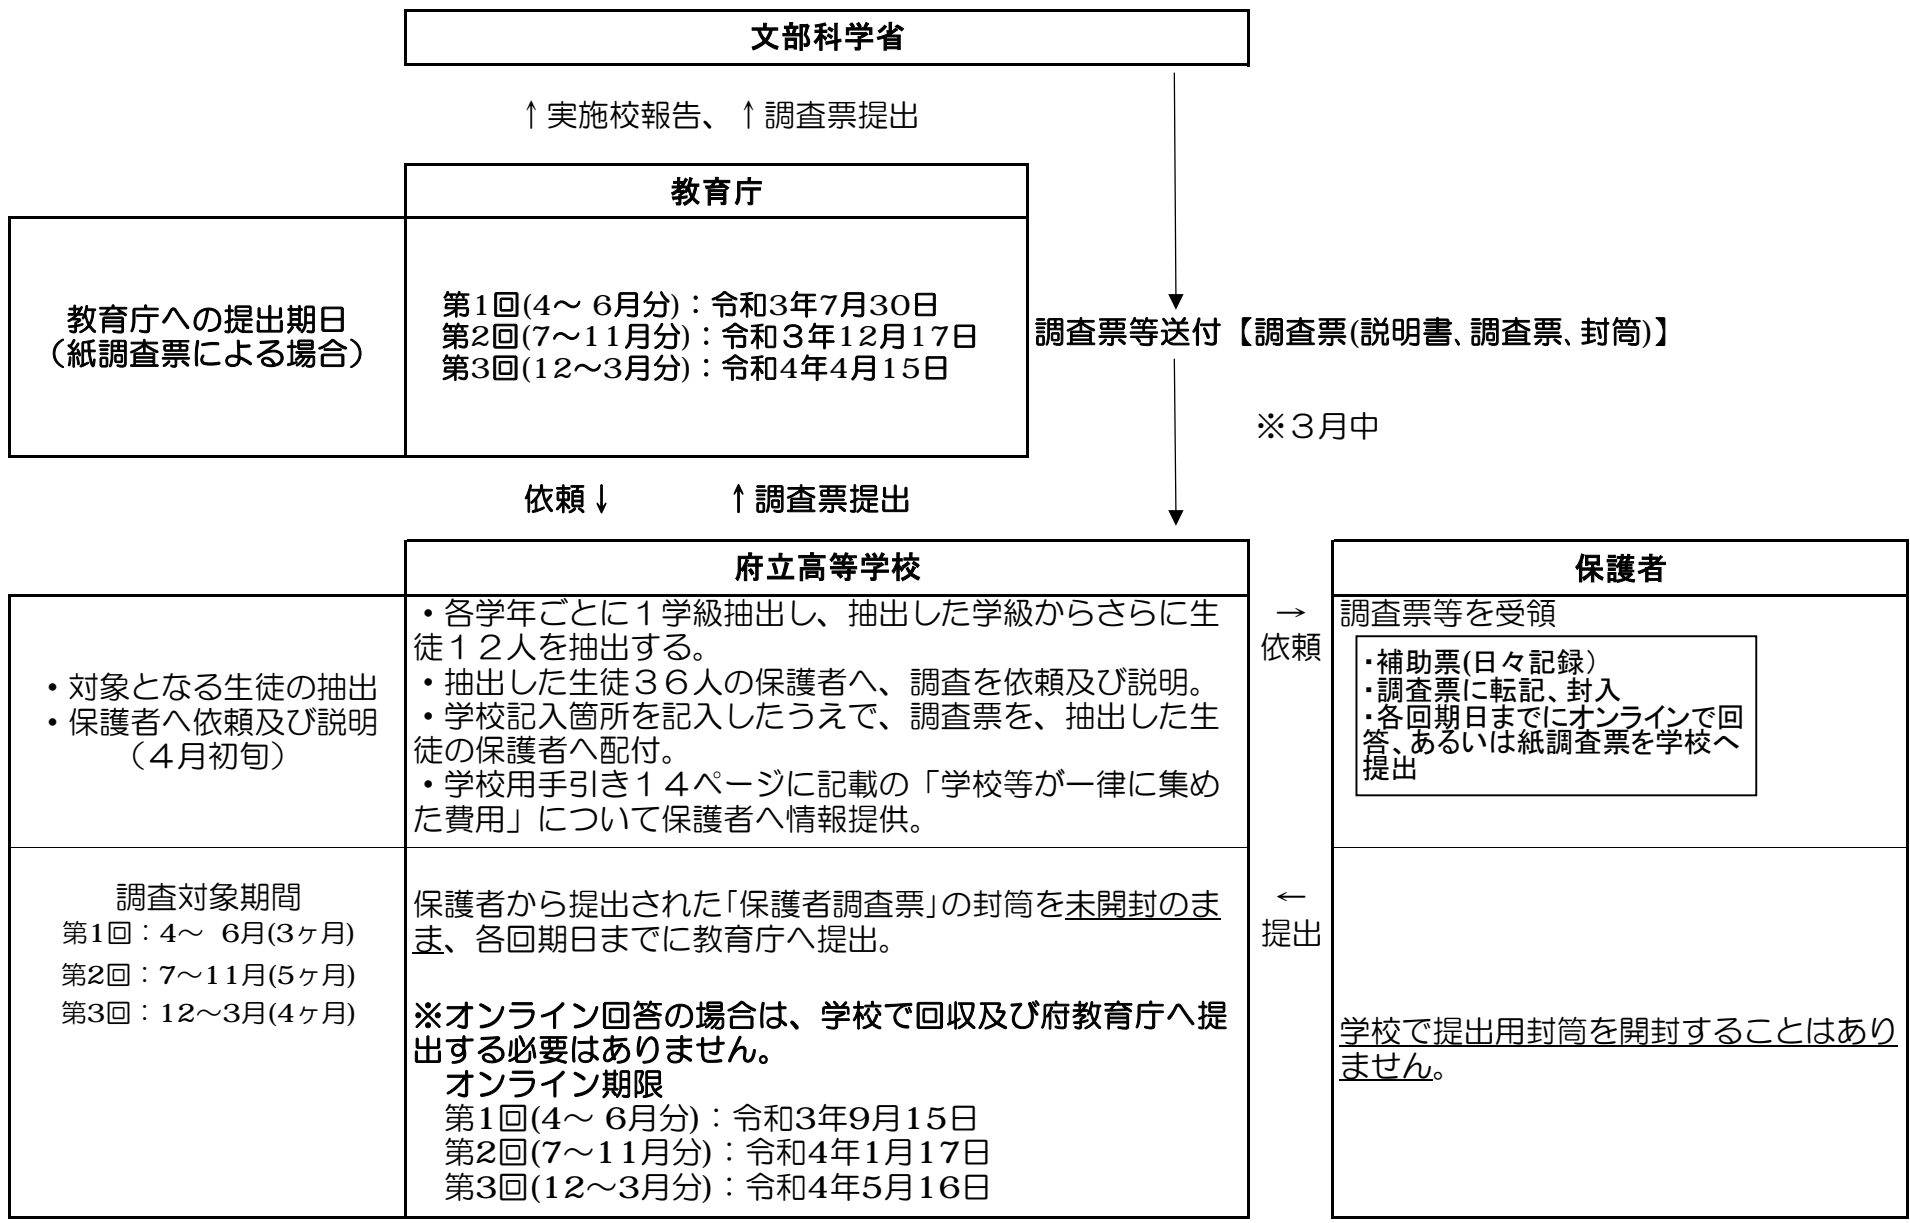 文部科学省
↑実施校報告、↑調査票提出
教育庁
教育庁への提出期日
（紙調査票による場合）
第1回(4～ 6月分)：令和3年7月30日
第2回(7～11月分)：令和３年12月17日
第3回(12～3月分)：令和4年4月15日
調査票等送付【調査票(説明書、調査票、封筒)】
※３月中
依頼↓　↑調査票提出
府立高等学校
保護者
・対象となる生徒の抽出
・保護者へ依頼及び説明
（４月初旬）
・各学年ごとに１学級抽出し、抽出した学級からさらに生
徒１２人を抽出する。
・抽出した生徒３６人の保護者へ、調査を依頼及び説明。
・学校記入箇所を記入したうえで、調査票を、抽出した生
徒の保護者へ配付。
・学校用手引き１４ページに記載の「学校等が一律に集め
た費用」について保護者へ情報提供。
→
依頼
調査票等を受領
・補助票(日々記録）
・調査票に転記、封入
・各回期日までにオンラインで回
答、あるいは紙調査票を学校へ
提出
調査対象期間
第1回：4～ 6月(3ヶ月)
第2回：7～11月(5ヶ月)
第3回：12～3月(4ヶ月)
保護者から提出された「保護者調査票」の封筒を未開封のま
ま、各回期日までに教育庁へ提出。
※オンライン回答の場合は、学校で回収及び府教育庁へ提
出する必要はありません。
オンライン期限
第1回(4～ 6月分)：令和3年9月15日
第2回(7～11月分)：令和4年1月17日
第3回(12～3月分)：令和4年5月16日
←
提出
学校で提出用封筒を開封することはあり
ません。